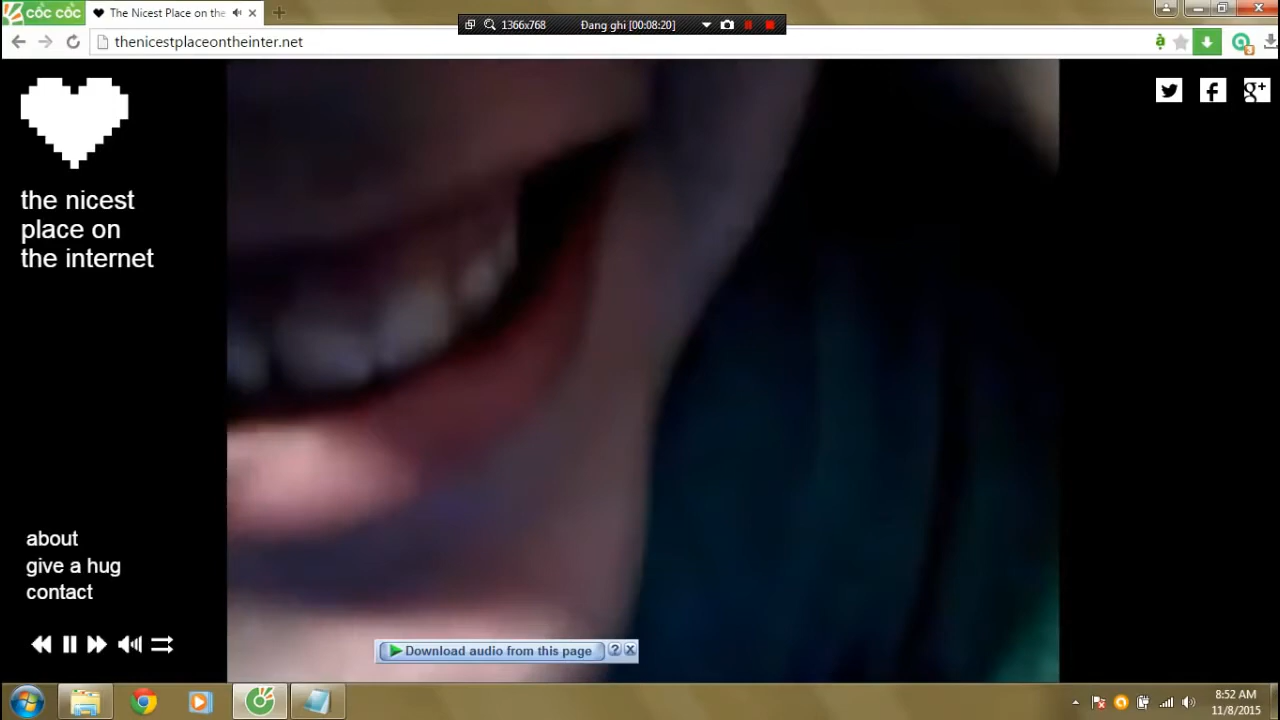 cốc cốc
The Nicest Place on the
1366x768
Đang ghi [00:08:20]
thenicestplaceontheinter.net
the nicest
place on
the internet
about
give a hug
contact
Download audio from this page
8:52 AM
11/8/2015